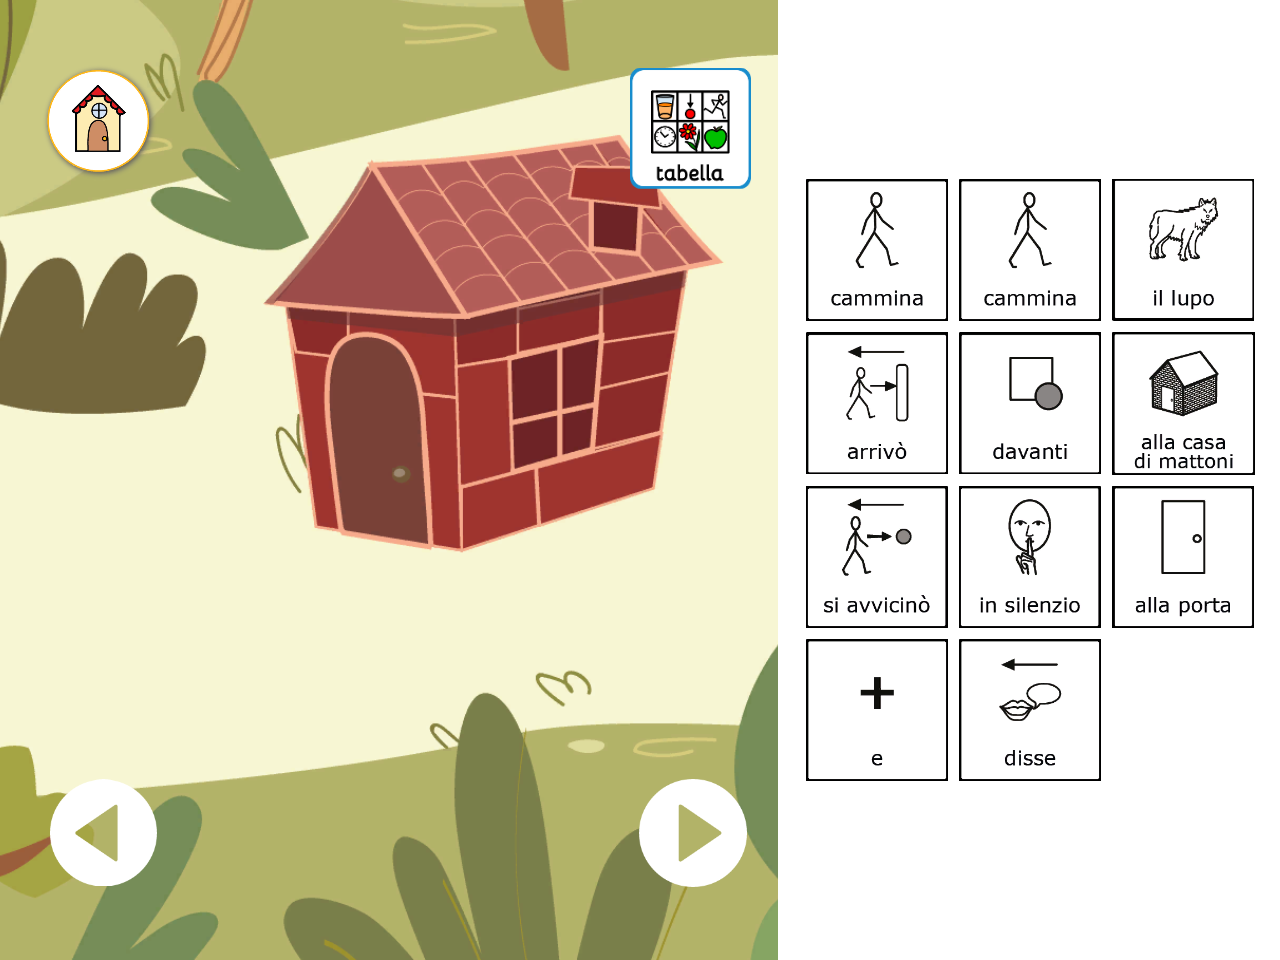 tabella
cammina
cammina
il lupo
arrivò
davanti
alla casa
di mattoni
si avvicinò
in silenzio
alla porta
e
disse